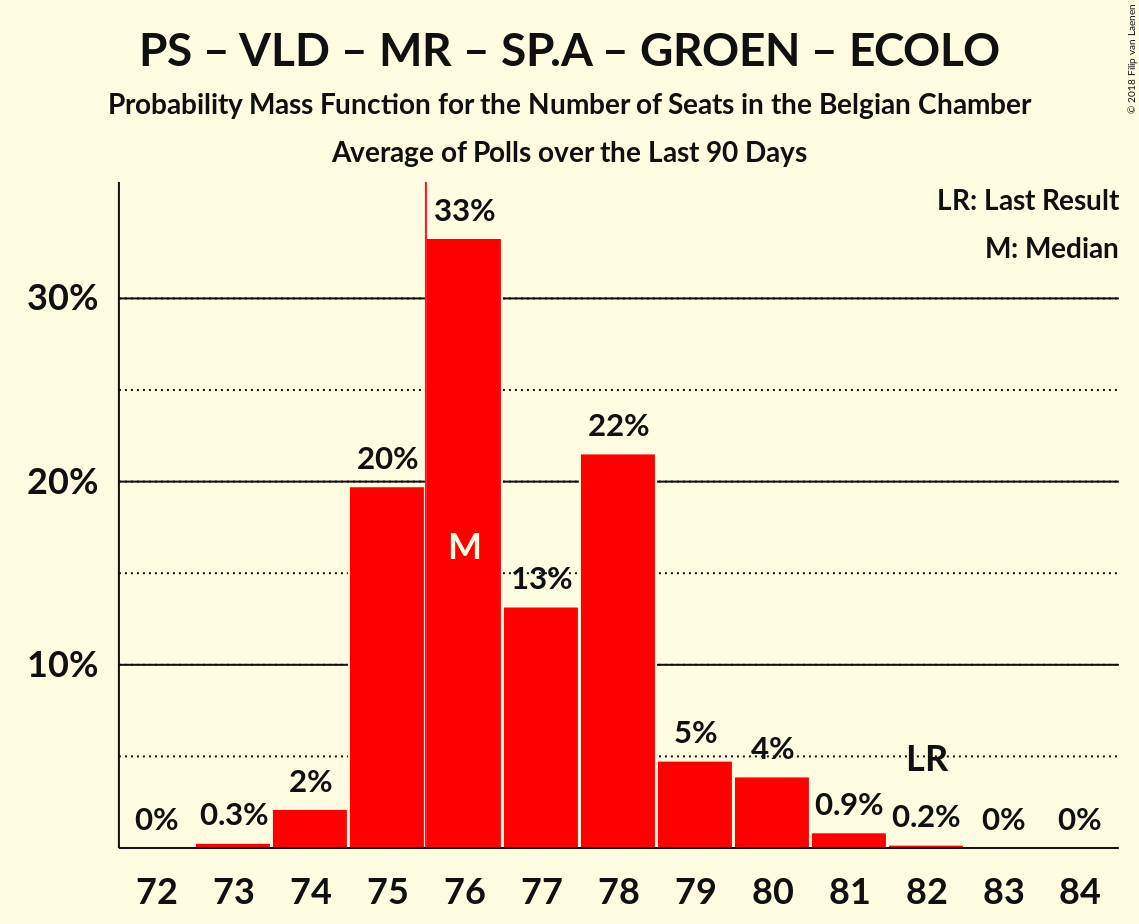 PS – VLD – MR – SP.A – GROEN – ECOLO
Probability Mass Function for the Number of Seats in the Belgian Chamber
Average of Polls over the Last 90 Days
© 2018 Filip van Laenen
LR: Last Result
M: Median
30%
20%
10%
0%
0.3%
2%
20%
33%
M
13%
22%
5%
4%
0.9%
LR
0.2%
0%
0%
72 73 74 75 76 77 78 79 80 81 82 83 84